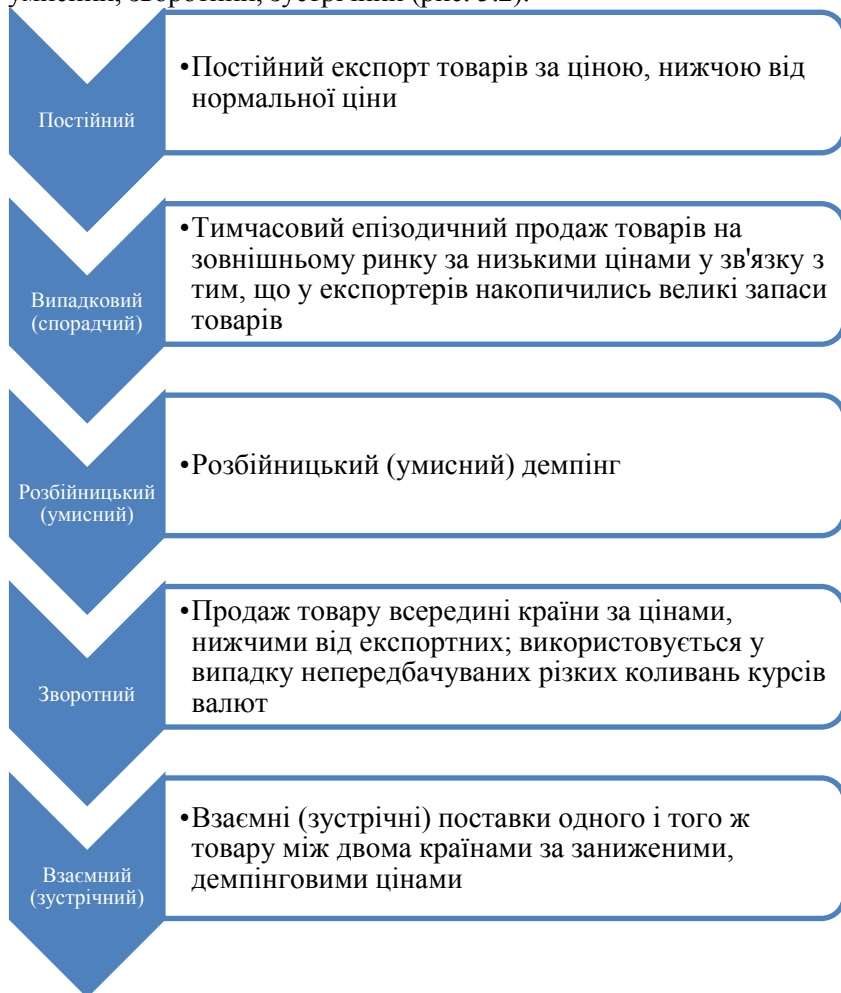 Постійний
•Постійний експорт товарів за ціною, нижчою від
нормальної ціни
Випадковий
(спорадчий)
•Тимчасовий епізодичний продаж товарів на
зовнішньому ринку за низькими цінами у зв'язку з
тим, що у експортерів накопичились великі запаси
товарів
Розбійницький
(умисний)
•Розбійницький (умисний) демпінг
Зворотний
•Продаж товару всередині країни за цінами,
нижчими від експортних; використовується у
випадку непередбачуваних різких коливань курсів
валют
Взаємний
(зустрічний)
•Взаємні (зустрічні) поставки одного і того ж
товару між двома країнами за заниженими,
демпінговими цінами